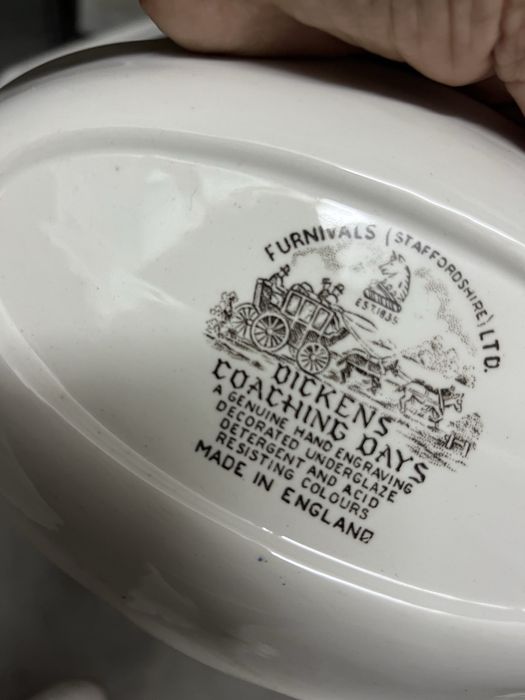 FURNIVALS (STAFFORDSHIRE) LTD.
EST. 1835
DICKENS
COACHING DAYS
A GENUINE HAND ENGRAVING
DECORATED UNDERGLAZE
DETERGENT AND ACID
RESISTING COLOURS
MADE IN ENGLAND